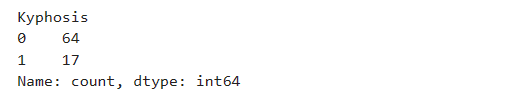 Kyphosis
0    64
1    17
Name: count, dtype: int64